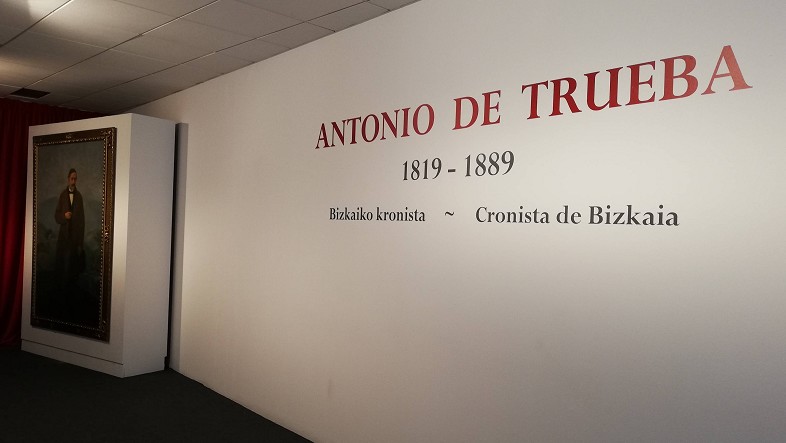 ANTONIO DE TRUEBA
1819 - 1889
Bizkaiko kronista ~ Cronista de Bizkaia